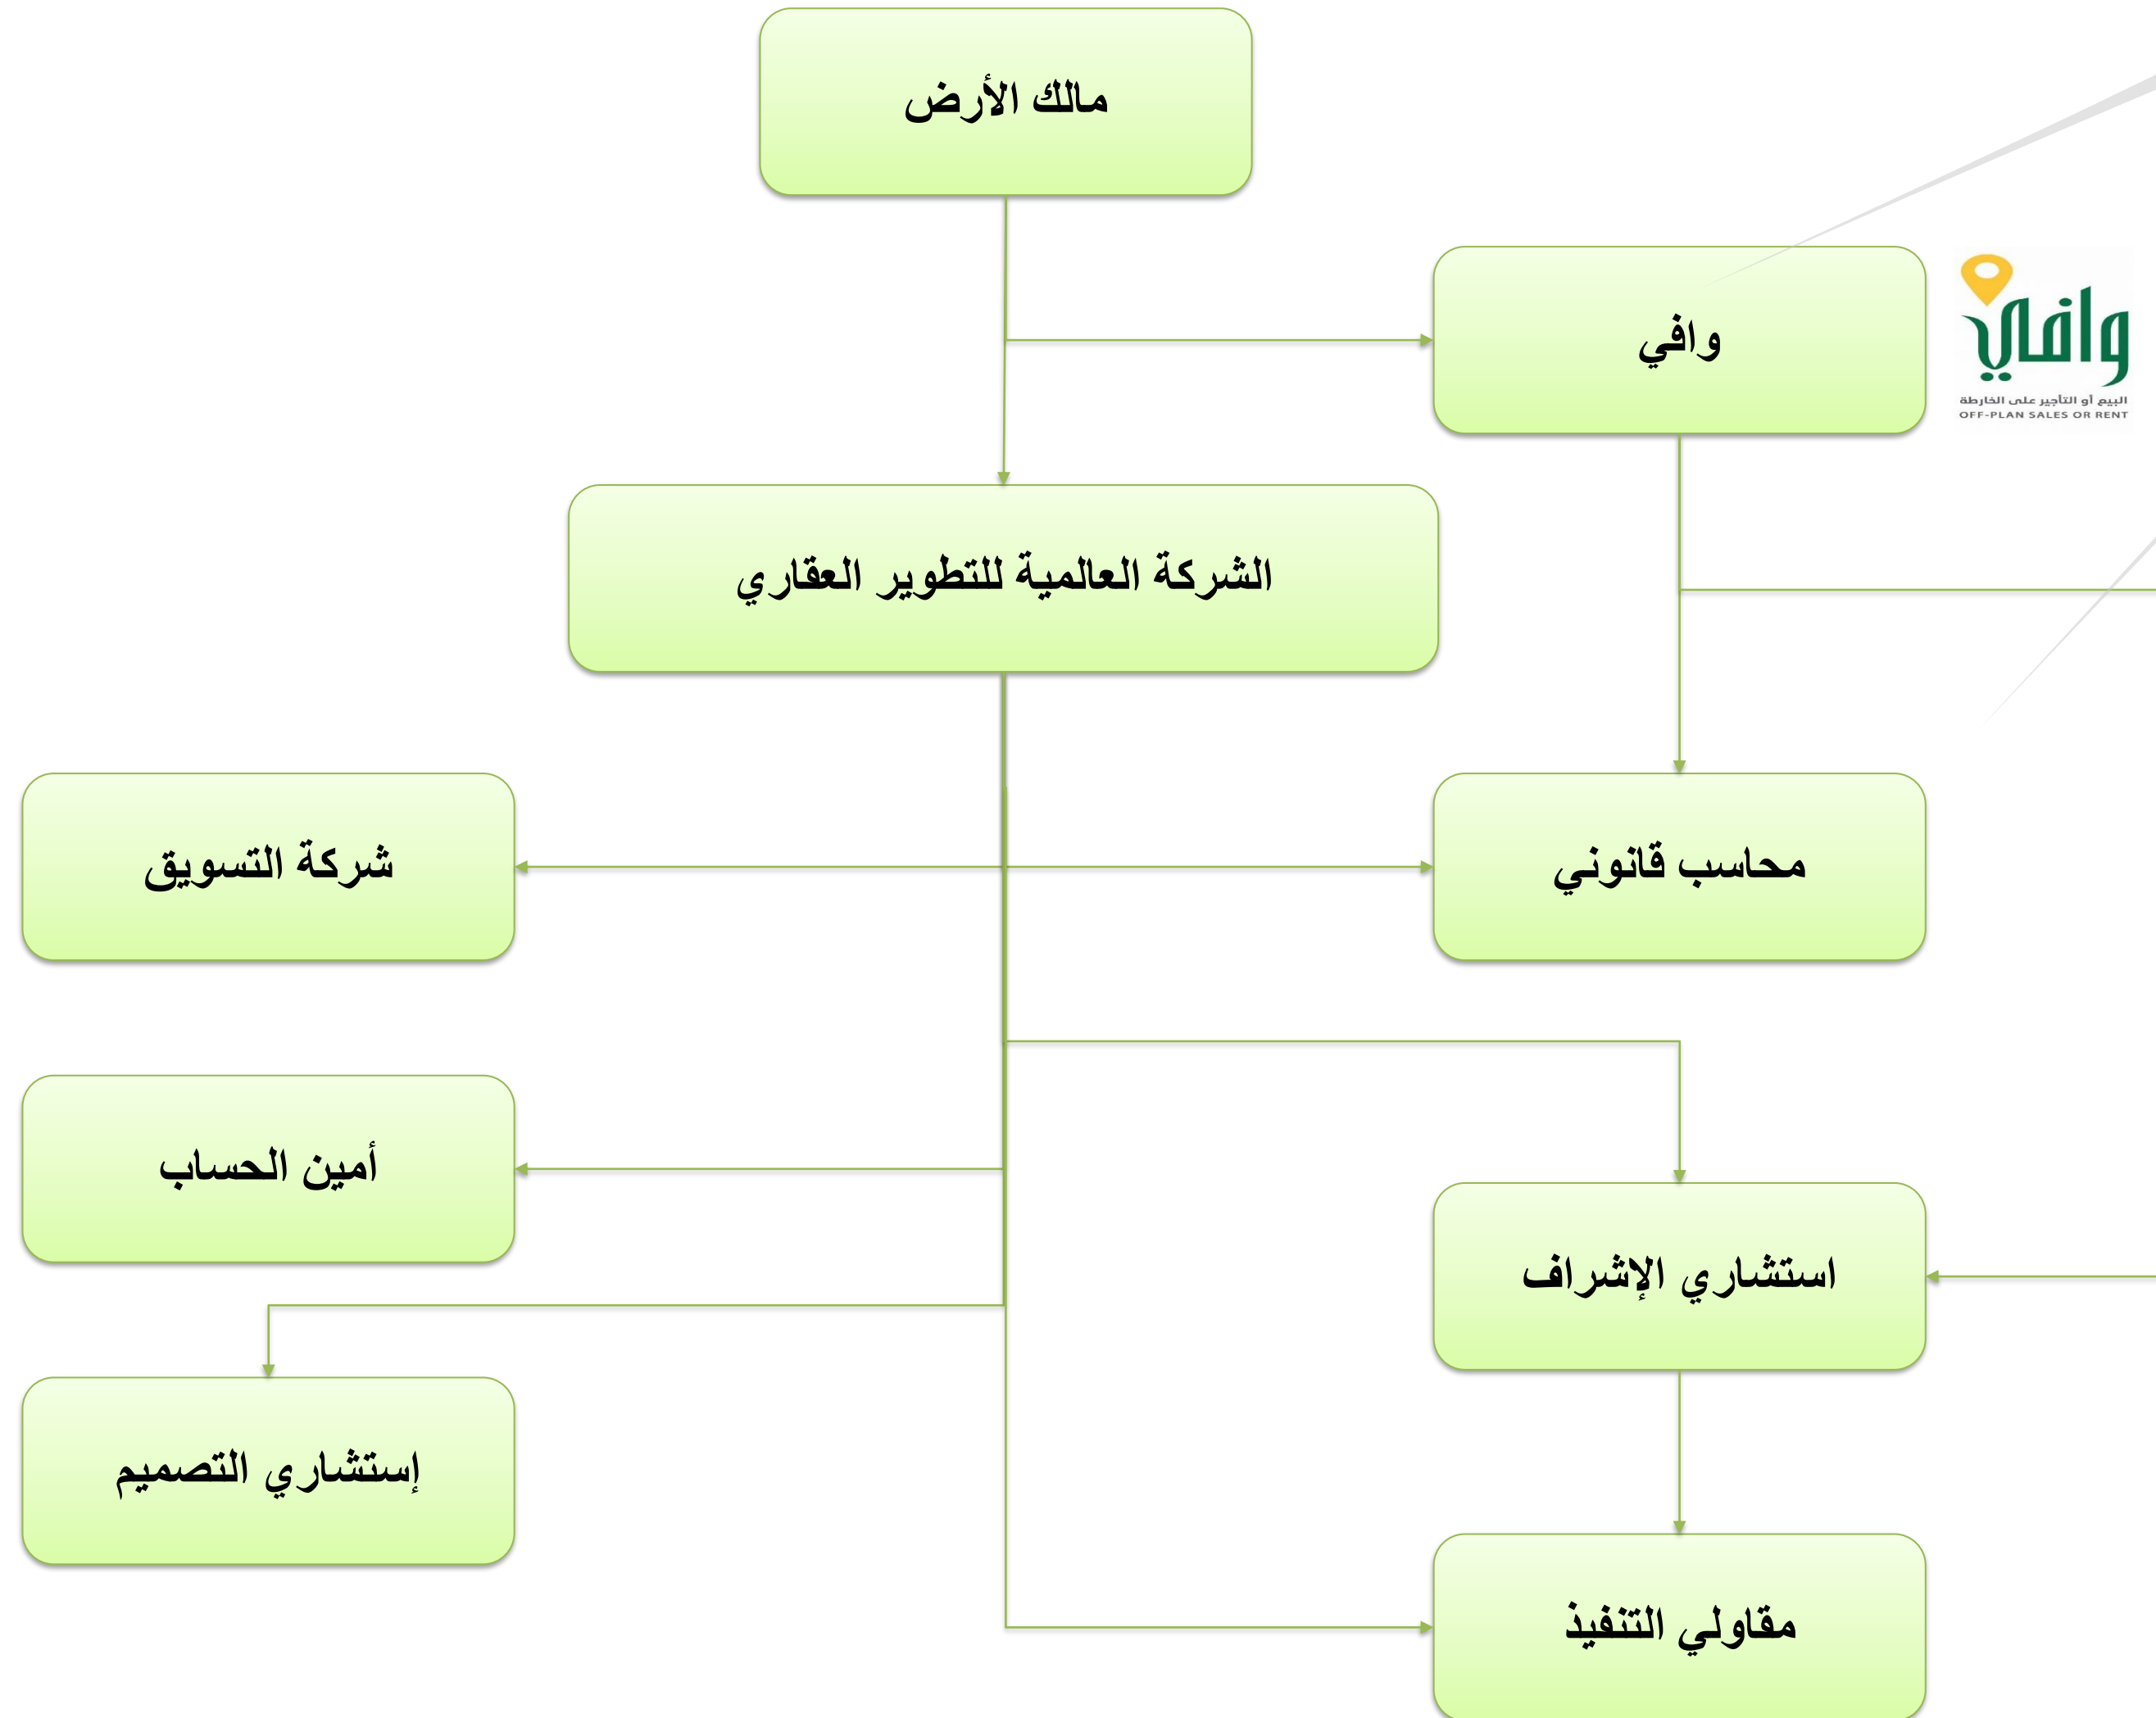 مالك الأرض
وافي
وافي
البيع أو التأجير على الخارطة
OFF-PLAN SALES OR RENT
الشركة العالمية للتطوير العقاري
محاسب قانوني
شركة التسويق
أمين الحساب
استشاري الإشراف
إستشاري التصميم
مقاولي التنفيذ